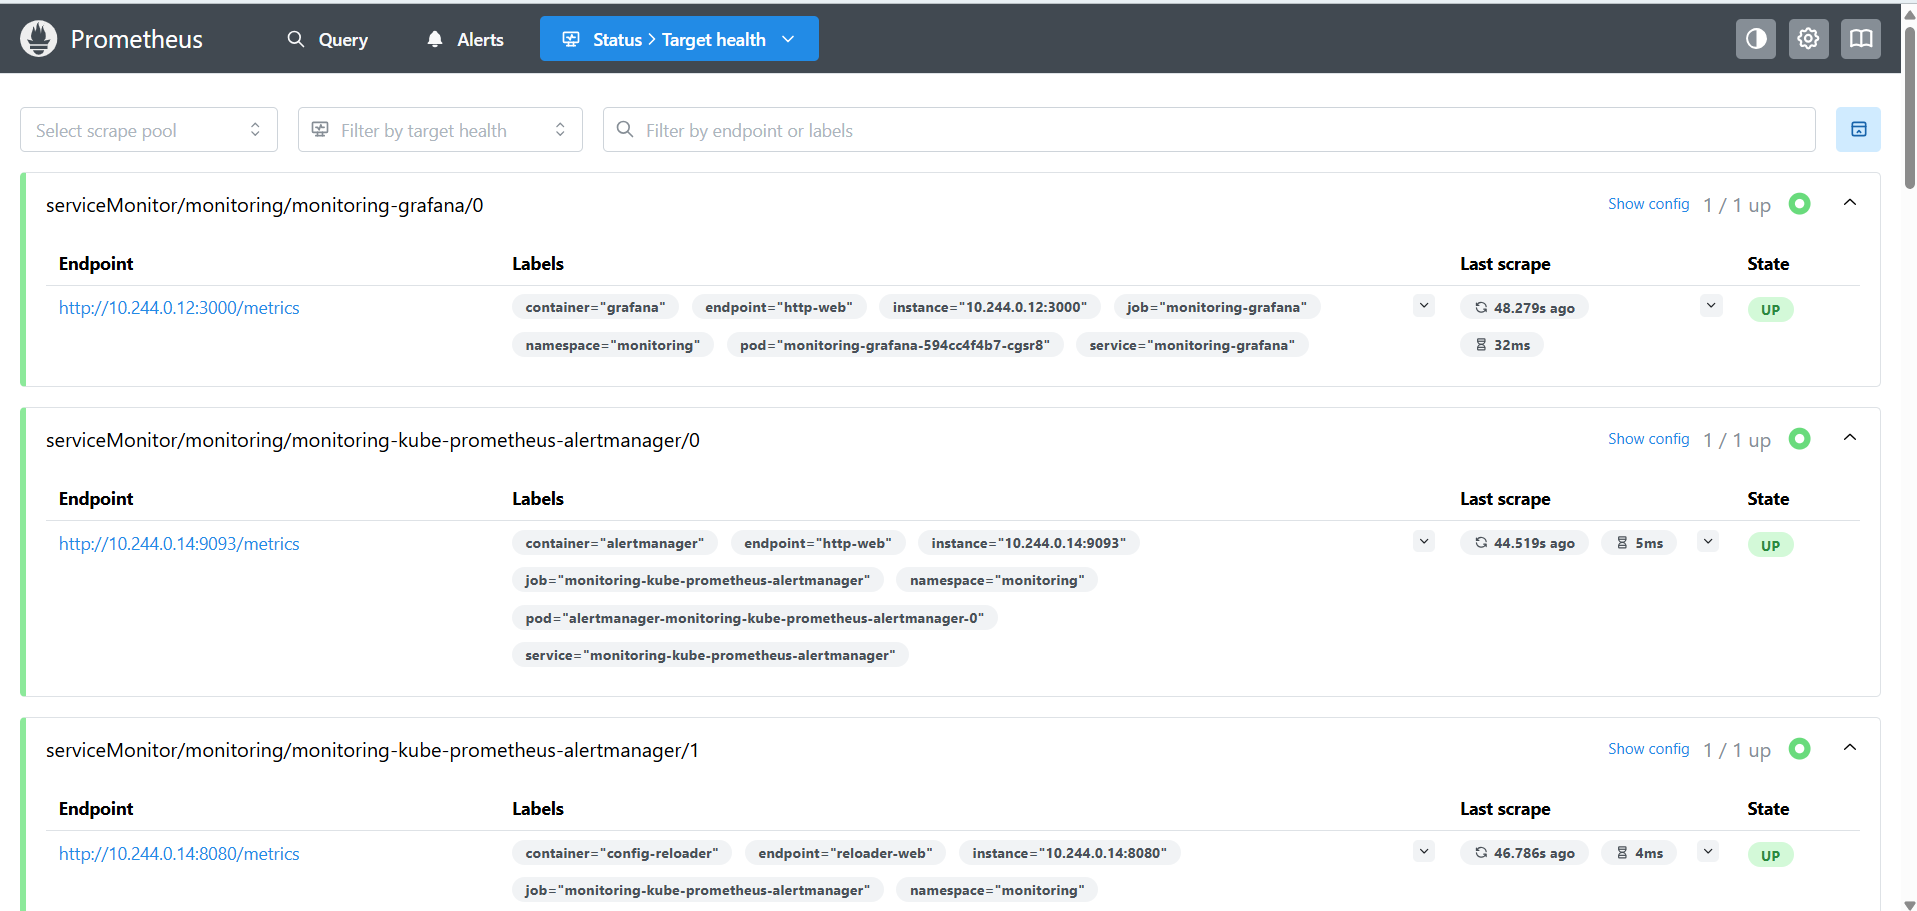 Prometheus Query Alerts Status > Target health
Select scrape pool Filter by target health Filter by endpoint or labels
serviceMonitor/monitoring/monitoring-grafana/0 Show config 1 / 1 up
Endpoint Labels Last scrape State
http://10.244.0.12:3000/metrics container="grafana" endpoint="http-web" instance="10.244.0.12:3000" job="monitoring-grafana" 48.279s ago UP
namespace="monitoring" pod="monitoring-grafana-594cc4f4b7-cgsr8" service="monitoring-grafana" 32ms
serviceMonitor/monitoring/monitoring-kube-prometheus-alertmanager/0 Show config 1 / 1 up
Endpoint Labels Last scrape State
http://10.244.0.14:9093/metrics container="alertmanager" endpoint="http-web" instance="10.244.0.14:9093" 44.519s ago 5ms UP
job="monitoring-kube-prometheus-alertmanager" namespace="monitoring"
pod="alertmanager-monitoring-kube-prometheus-alertmanager-0"
service="monitoring-kube-prometheus-alertmanager"
serviceMonitor/monitoring/monitoring-kube-prometheus-alertmanager/1 Show config 1 / 1 up
Endpoint Labels Last scrape State
http://10.244.0.14:8080/metrics container="config-reloader" endpoint="reloader-web" instance="10.244.0.14:8080" 46.786s ago 4ms UP
job="monitoring-kube-prometheus-alertmanager" namespace="monitoring"